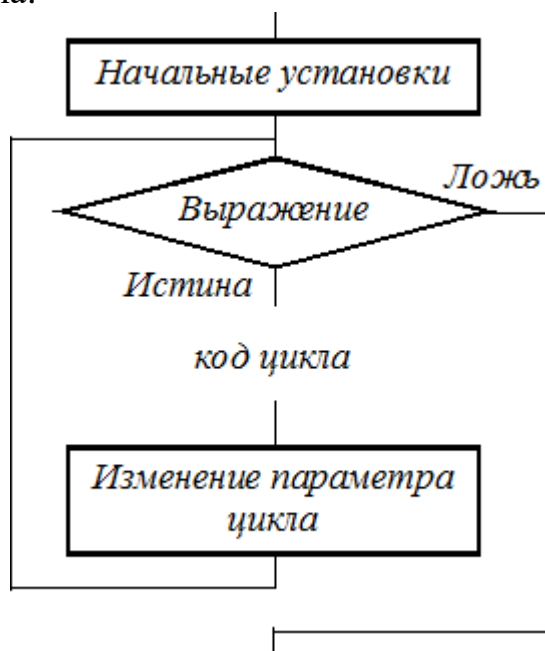 Начальные установки
Ложь
Выражение
Истина
код цикла
Изменение параметра
цикла